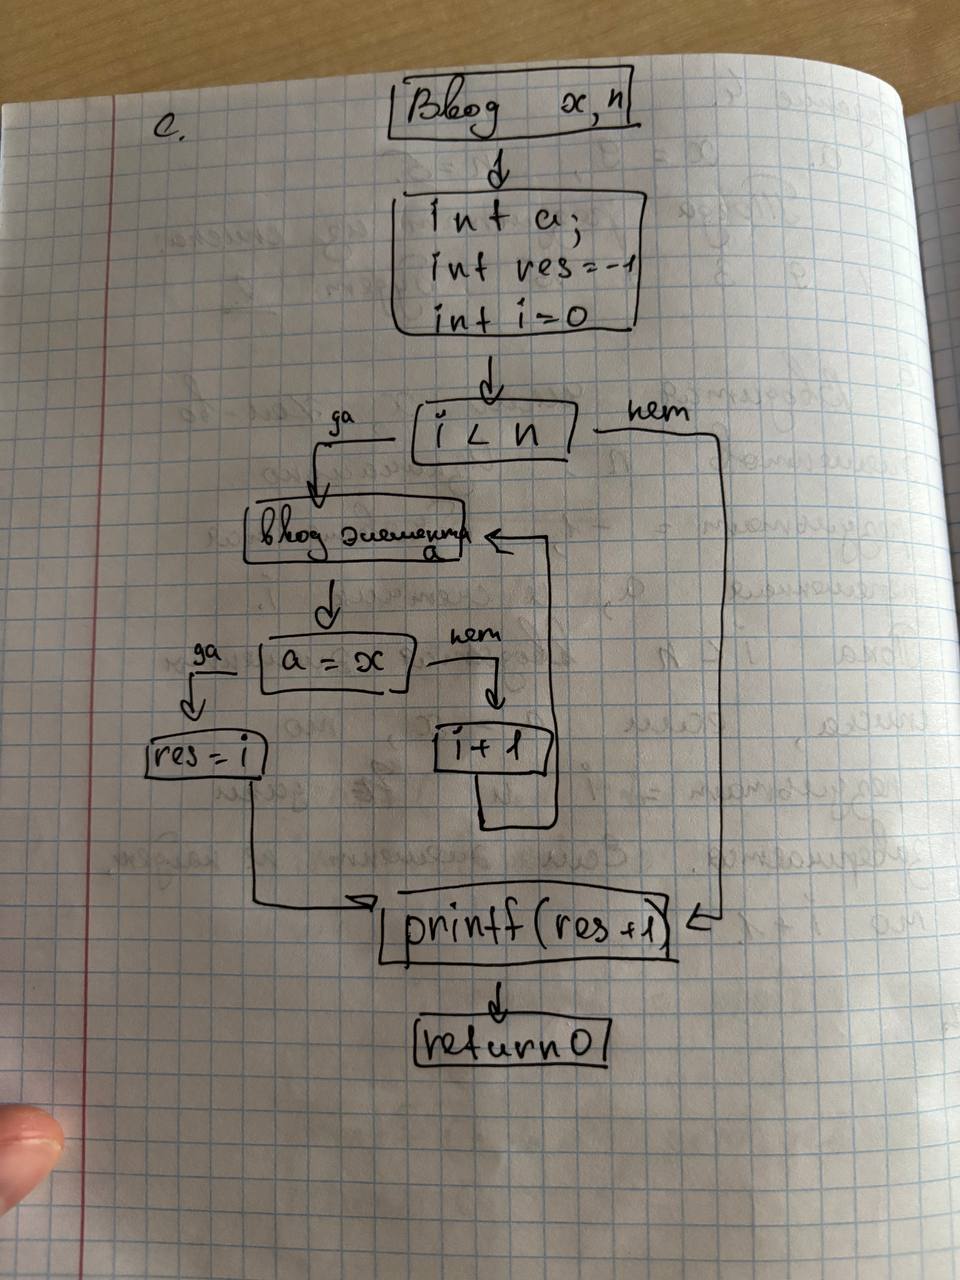 c.
Ввод x, n
int a;
int res = -1
int i = 0
i < n
да
нет
ввод элемента
a
a = x
да
нет
res = i
i + 1
printf(res +1)
return 0